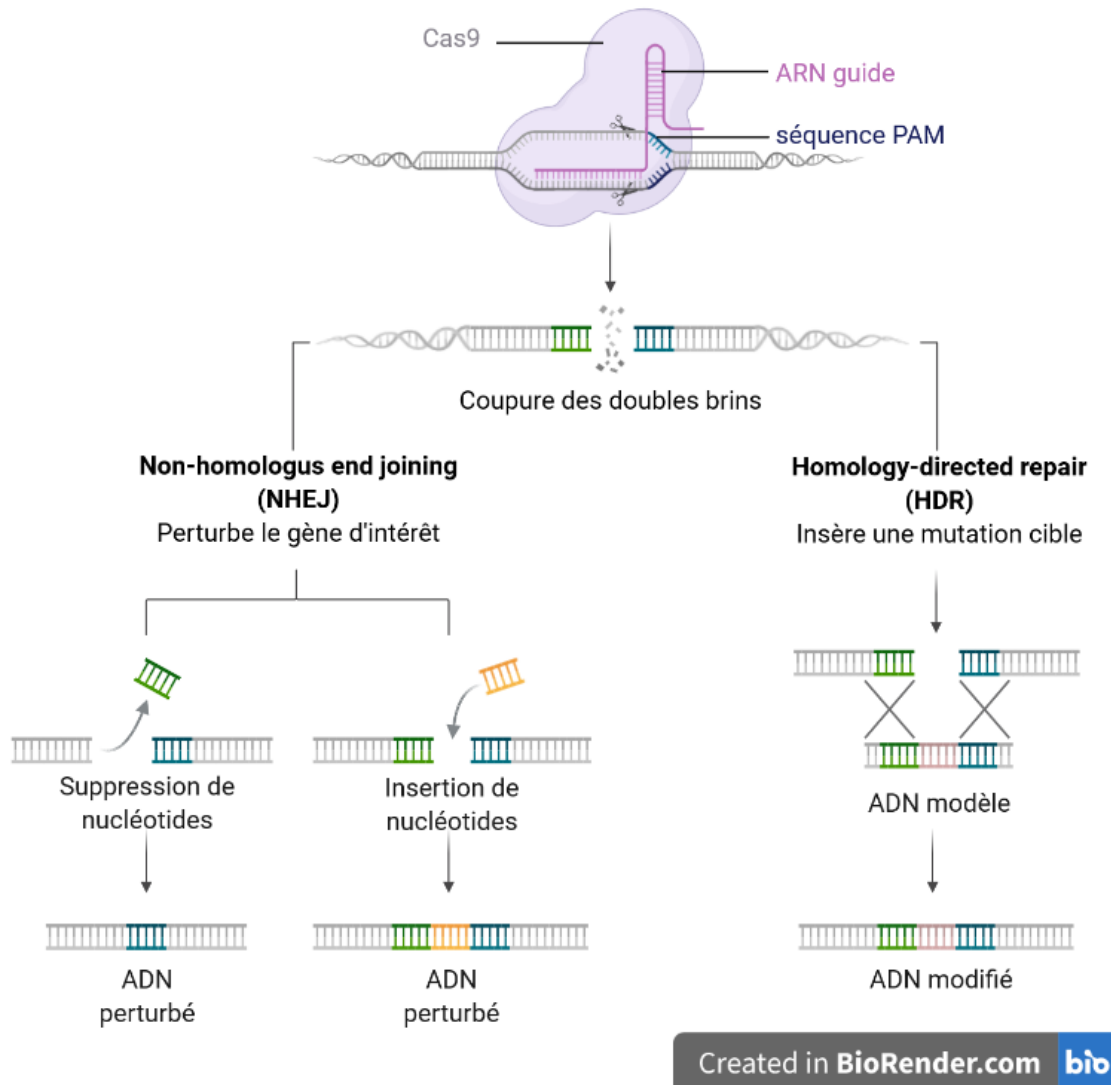 Cas9
ARN guide
séquence PAM
Coupure des doubles brins
Non-homologus end joining
(NHEJ)
Perturbe le gène d'intérêt
Homology-directed repair
(HDR)
Insère une mutation cible
Suppression de
nucléotides
Insertion de
nucléotides
ADN modèle
ADN
perturbé
ADN
perturbé
ADN modifié
Created in BioRender.com bio